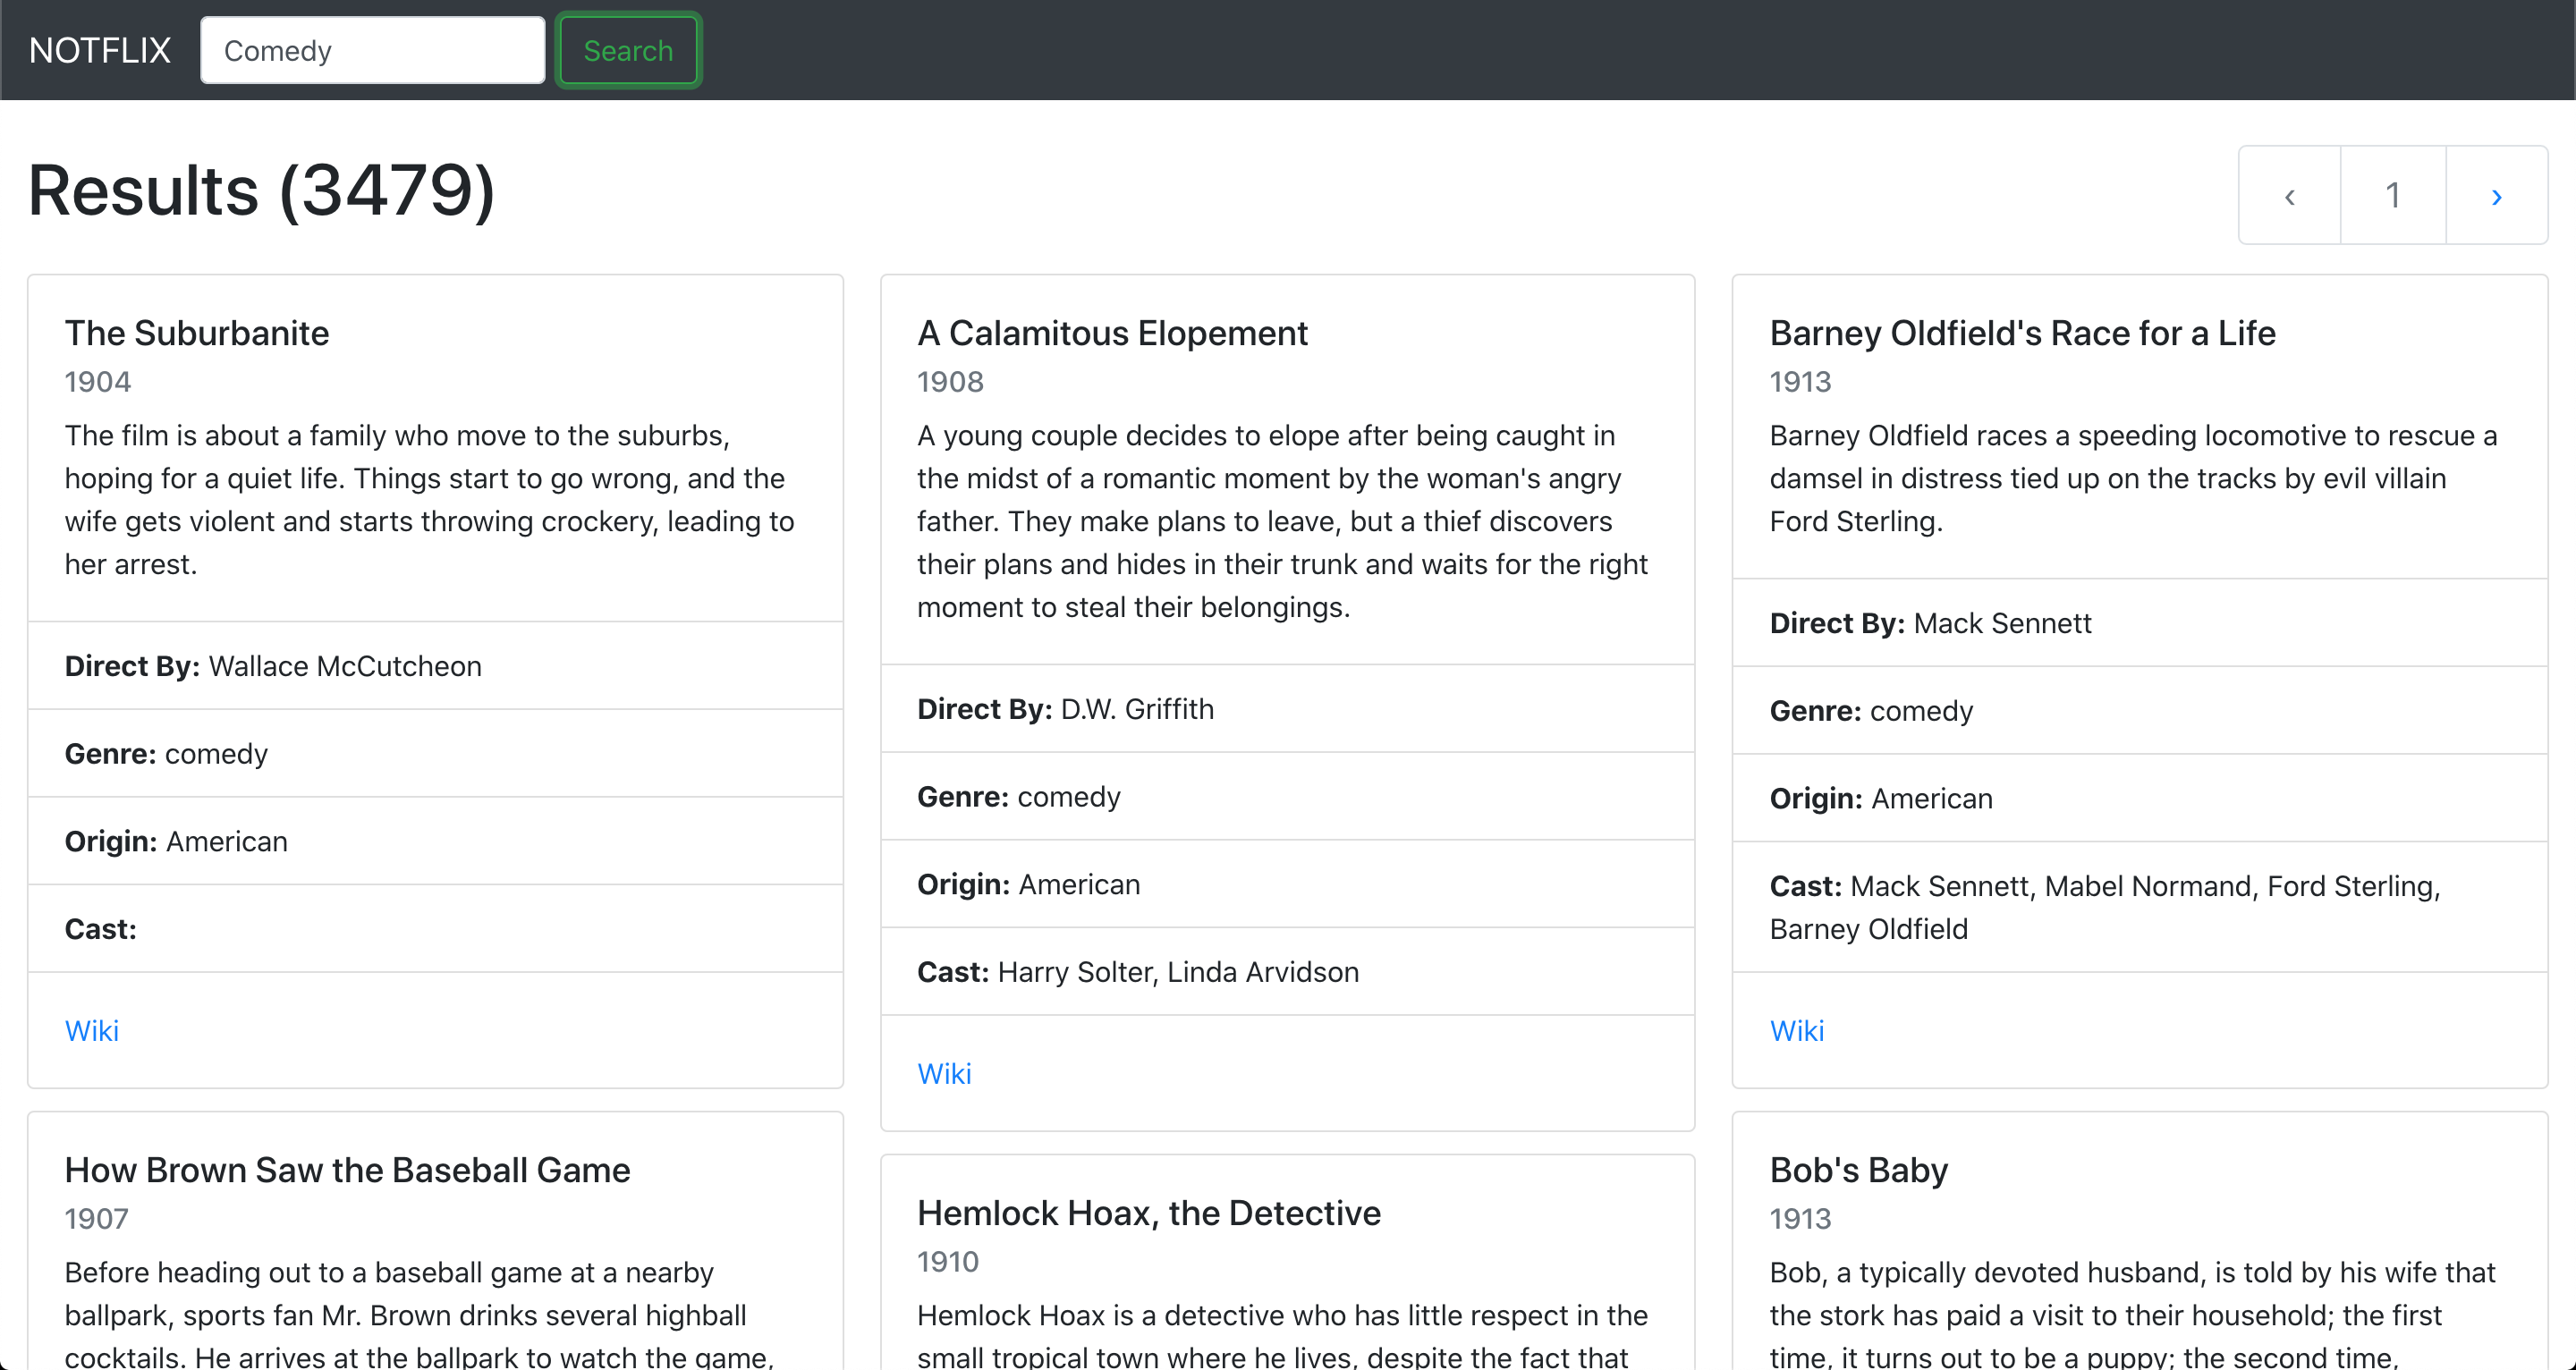 NOTFLIX Comedy Search
Results (3479)
‹ 1 ›
The Suburbanite
1904
The film is about a family who move to the suburbs,
hoping for a quiet life. Things start to go wrong, and the
wife gets violent and starts throwing crockery, leading to
her arrest.
Direct By: Wallace McCutcheon
Genre: comedy
Origin: American
Cast:
Wiki
How Brown Saw the Baseball Game
1907
Before heading out to a baseball game at a nearby
ballpark, sports fan Mr. Brown drinks several highball
cocktails. He arrives at the ballpark to watch the game,
A Calamitous Elopement
1908
A young couple decides to elope after being caught in
the midst of a romantic moment by the woman's angry
father. They make plans to leave, but a thief discovers
their plans and hides in their trunk and waits for the right
moment to steal their belongings.
Direct By: D.W. Griffith
Genre: comedy
Origin: American
Cast: Harry Solter, Linda Arvidson
Wiki
Hemlock Hoax, the Detective
1910
Hemlock Hoax is a detective who has little respect in the
small tropical town where he lives, despite the fact that
Barney Oldfield's Race for a Life
1913
Barney Oldfield races a speeding locomotive to rescue a
damsel in distress tied up on the tracks by evil villain
Ford Sterling.
Direct By: Mack Sennett
Genre: comedy
Origin: American
Cast: Mack Sennett, Mabel Normand, Ford Sterling,
Barney Oldfield
Wiki
Bob's Baby
1913
Bob, a typically devoted husband, is told by his wife that
the stork has paid a visit to their household; the first
time, it turns out to be a puppy; the second time,